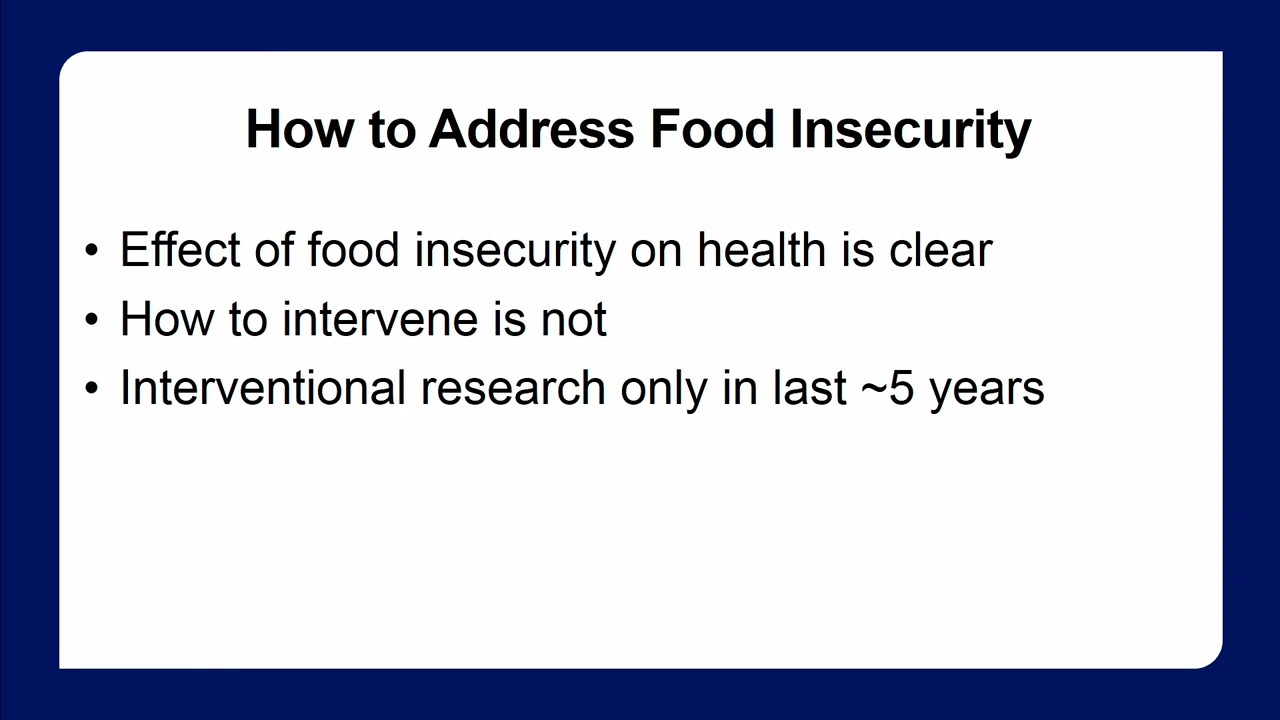 How to Address Food Insecurity
• Effect of food insecurity on health is clear
• How to intervene is not
• Interventional research only in last ~5 years